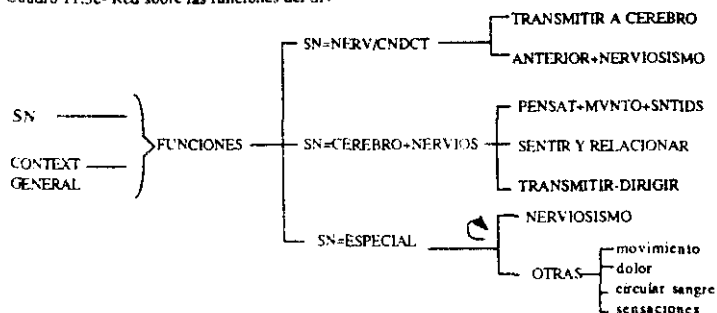 Cuadro 11.3c- Red sobre las funciones del SN
TRANSMITIR A CEREBRO
SN=NERV/CNDCT
ANTERIOR+NERVIOSISMO
SN
PENSAT+MVNTO+SNTIDS
FUNCIONES
SN=CEREBRO+NERVIOS
SENTIR Y RELACIONAR
CONTEXT
GENERAL
TRANSMITIR-DIRIGIR
NERVIOSISMO
SN=ESPECIAL
movimiento
OTRAS
dolor
circular sangre
sensaciones